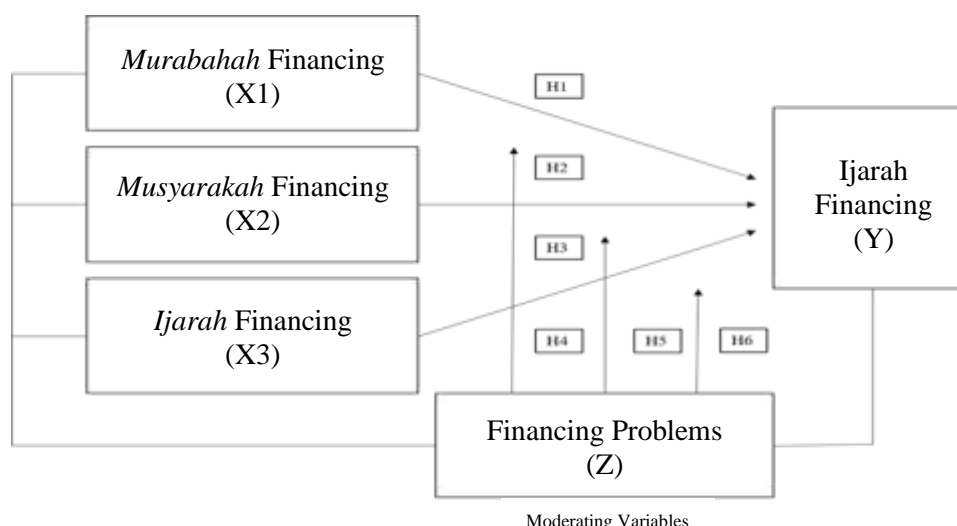 Murabahah Financing
(X1)
H1
Musyarakah Financing
(X2)
H2
Ijarah
Financing
(Y)
H3
Ijarah Financing
(X3)
H4
H5
H6
Financing Problems
(Z)
Moderating Variables